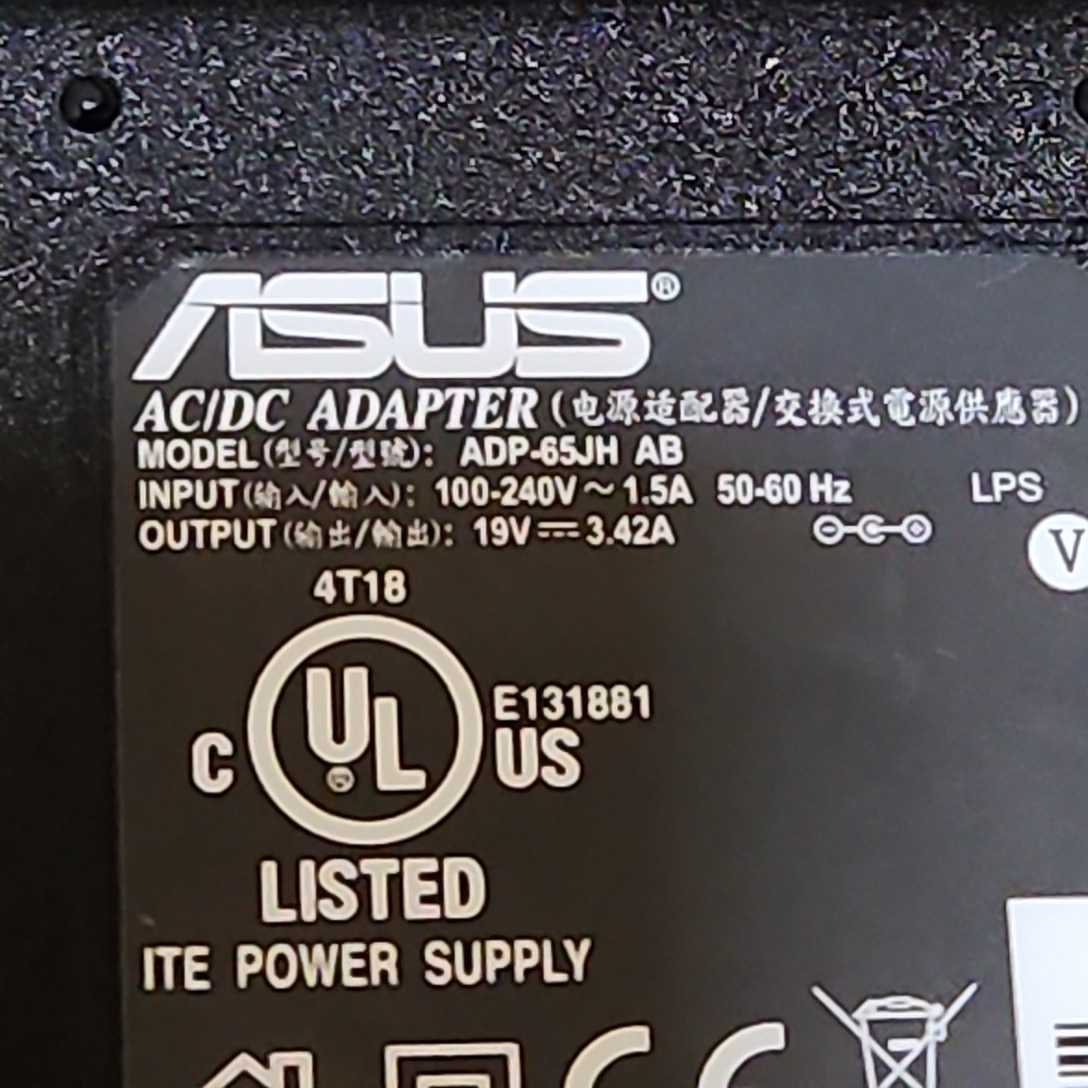 ASUS®
AC/DC ADAPTER (电源适配器/交換式電源供應器)
MODEL (型号/型號): ADP-65JH AB
INPUT (输入/輸入): 100-240V ~ 1.5A 50-60 Hz LPS
OUTPUT (输出/輸出): 19V ⎓ 3.42A
V
4T18
UL
®
E131881
C US
LISTED
ITE POWER SUPPLY
CE